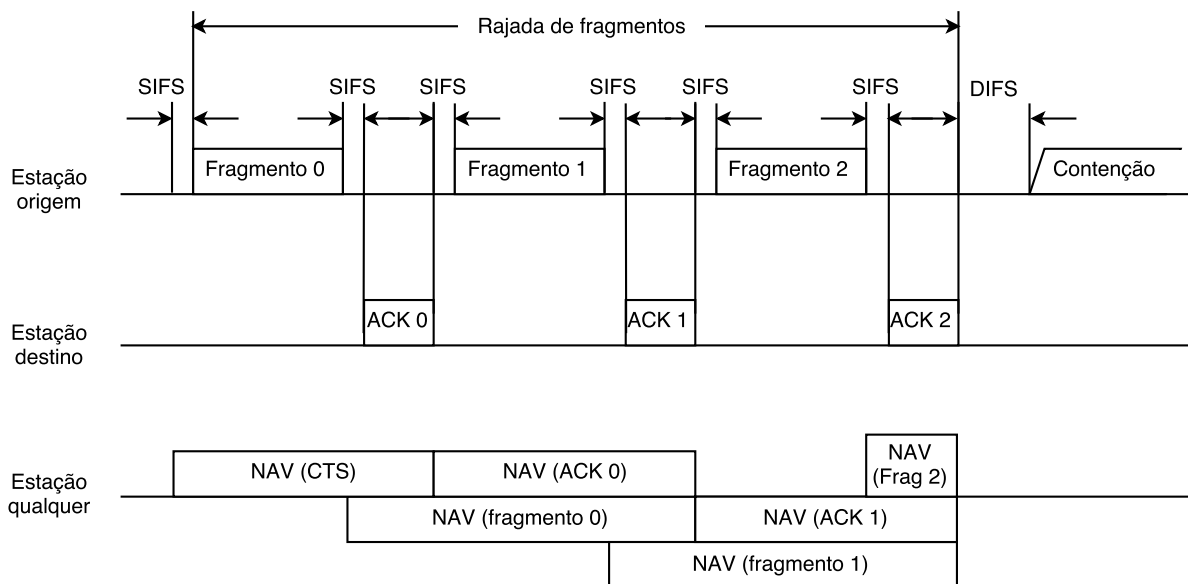 Rajada de fragmentos
SIFS
SIFS
SIFS
SIFS
SIFS
SIFS
DIFS
Estação
origem
Fragmento 0
Fragmento 1
Fragmento 2
Contenção
Estação
destino
ACK 0
ACK 1
ACK 2
Estação
qualquer
NAV (CTS)
NAV (ACK 0)
NAV
(Frag 2)
NAV (fragmento 0)
NAV (ACK 1)
NAV (fragmento 1)